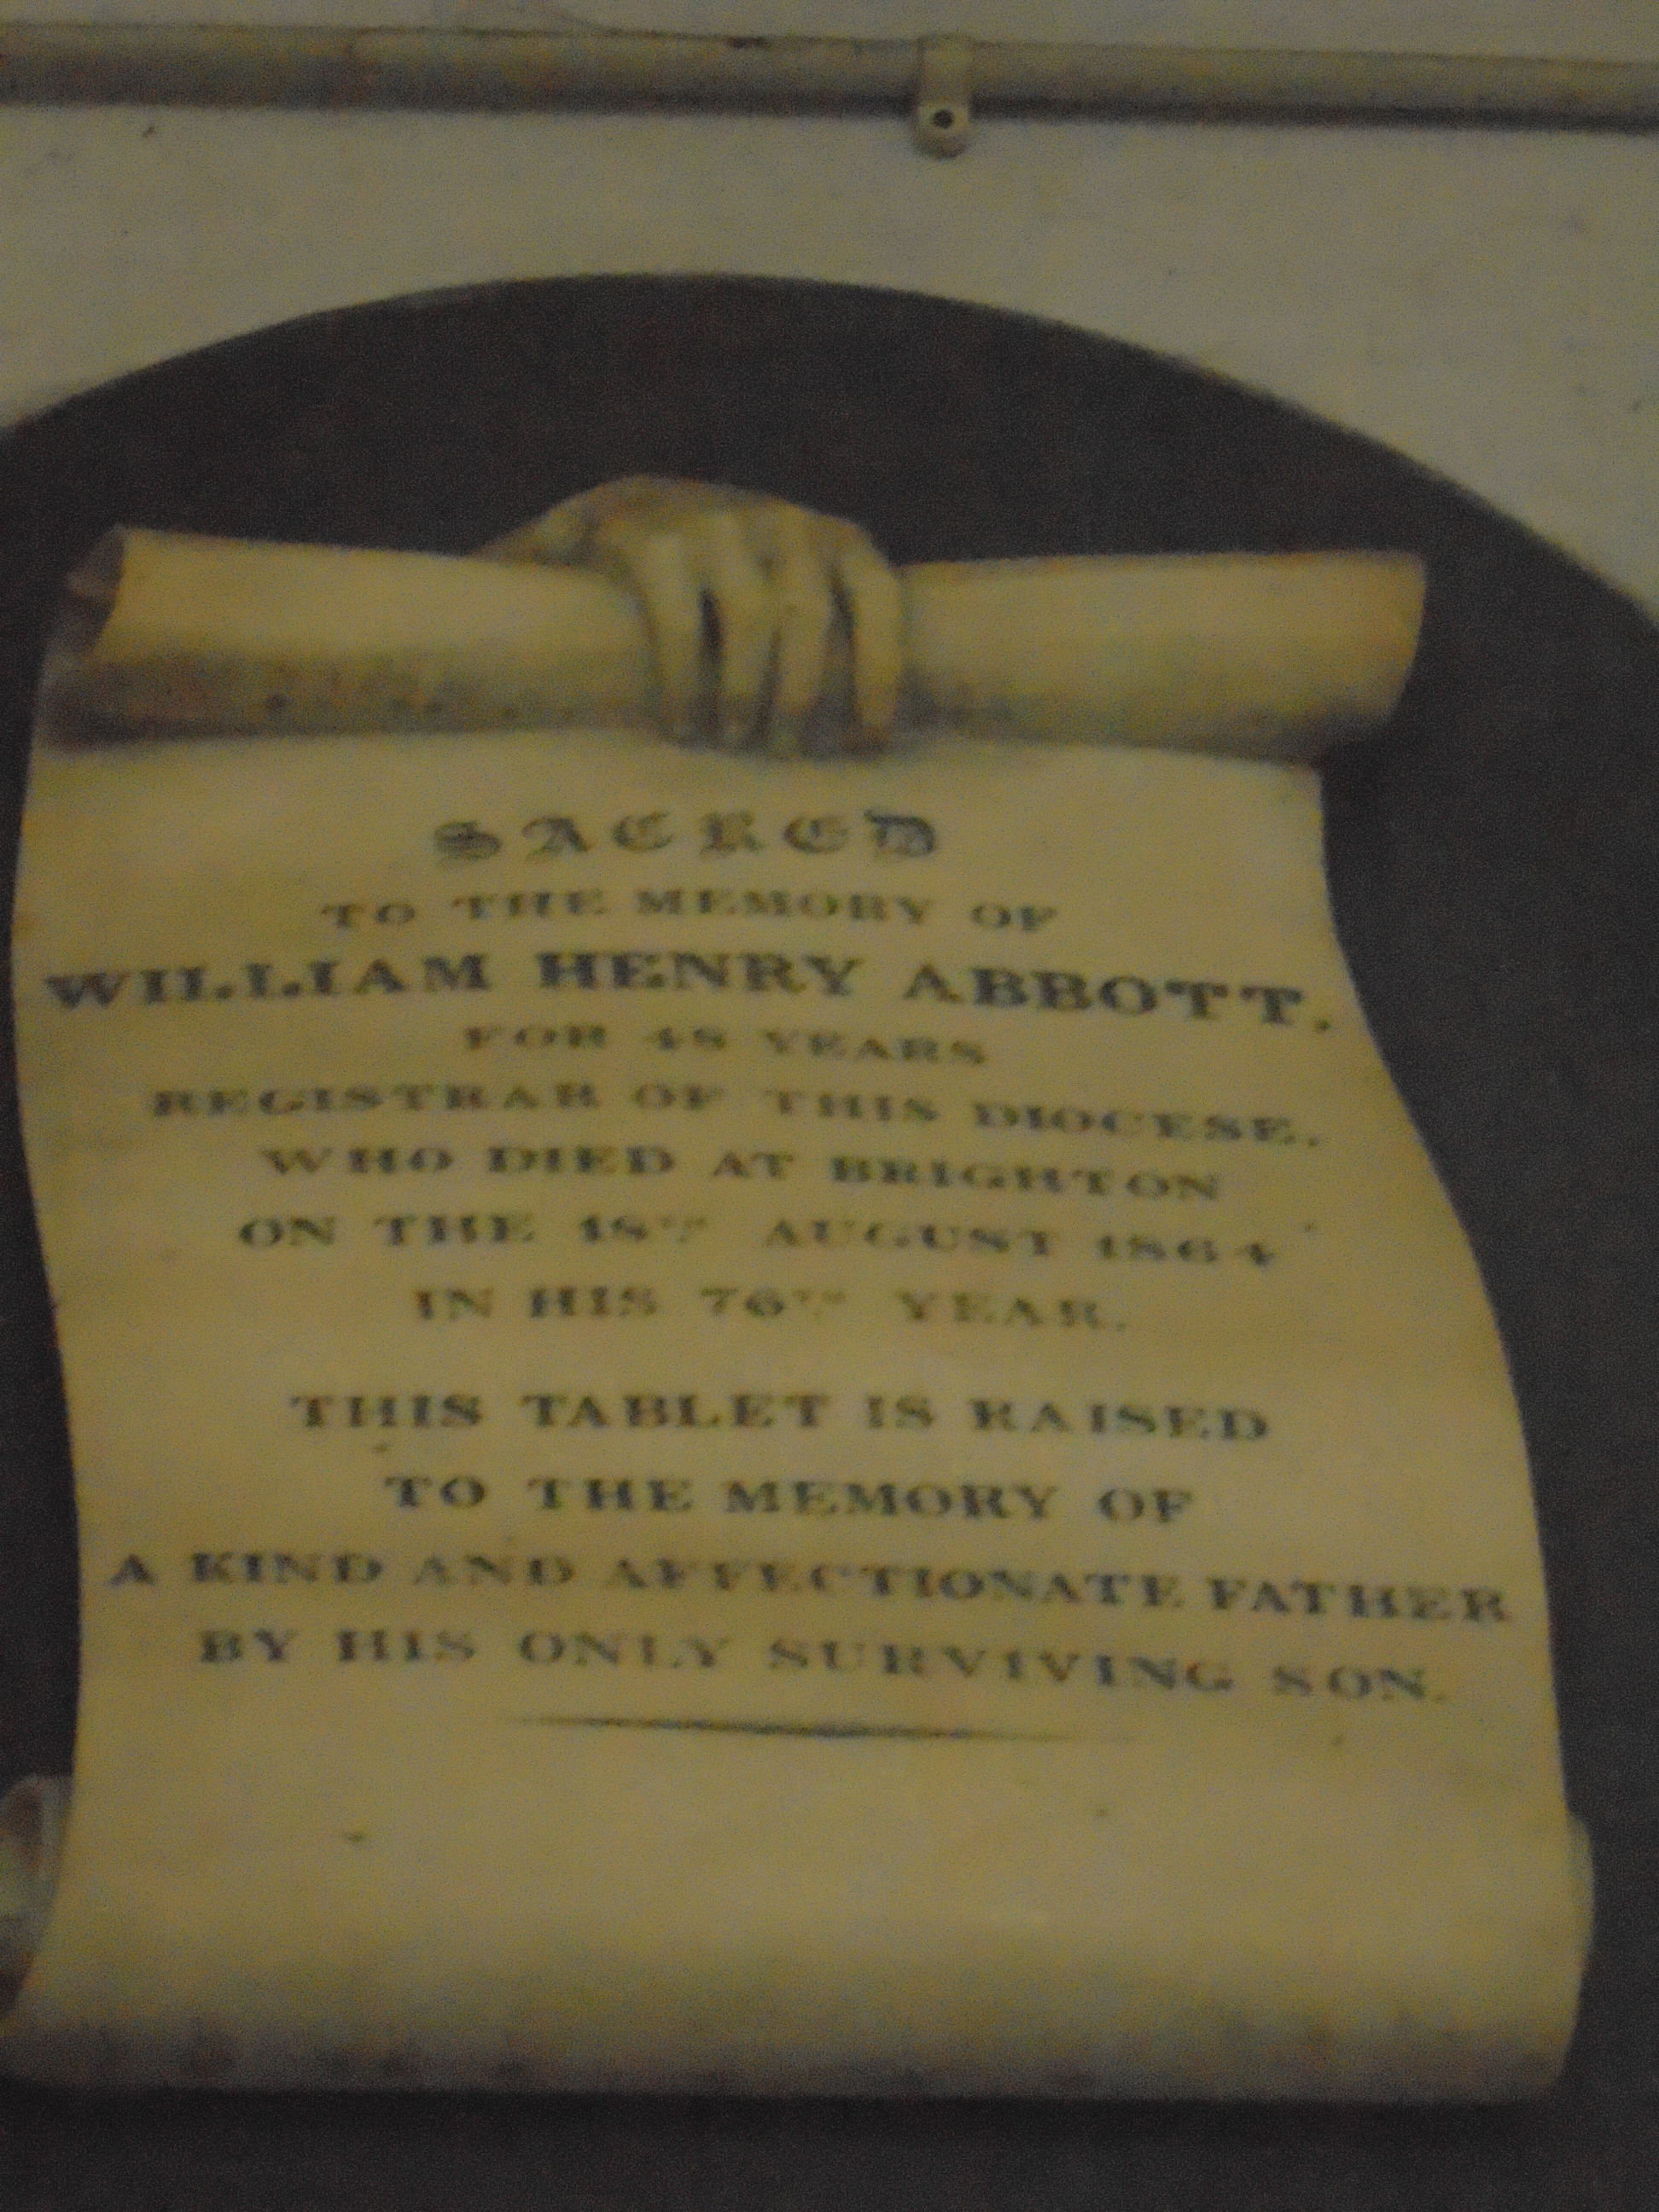 SACRED
TO THE MEMORY OF
WILLIAM HENRY ABBOTT,
FOR 48 YEARS
REGISTRAR OF THIS DIOCESE,
WHO DIED AT BRIGHTON
ON THE 18TH AUGUST 1864
IN HIS 76TH YEAR.
THIS TABLET IS RAISED
TO THE MEMORY OF
A KIND AND AFFECTIONATE FATHER
BY HIS ONLY SURVIVING SON.